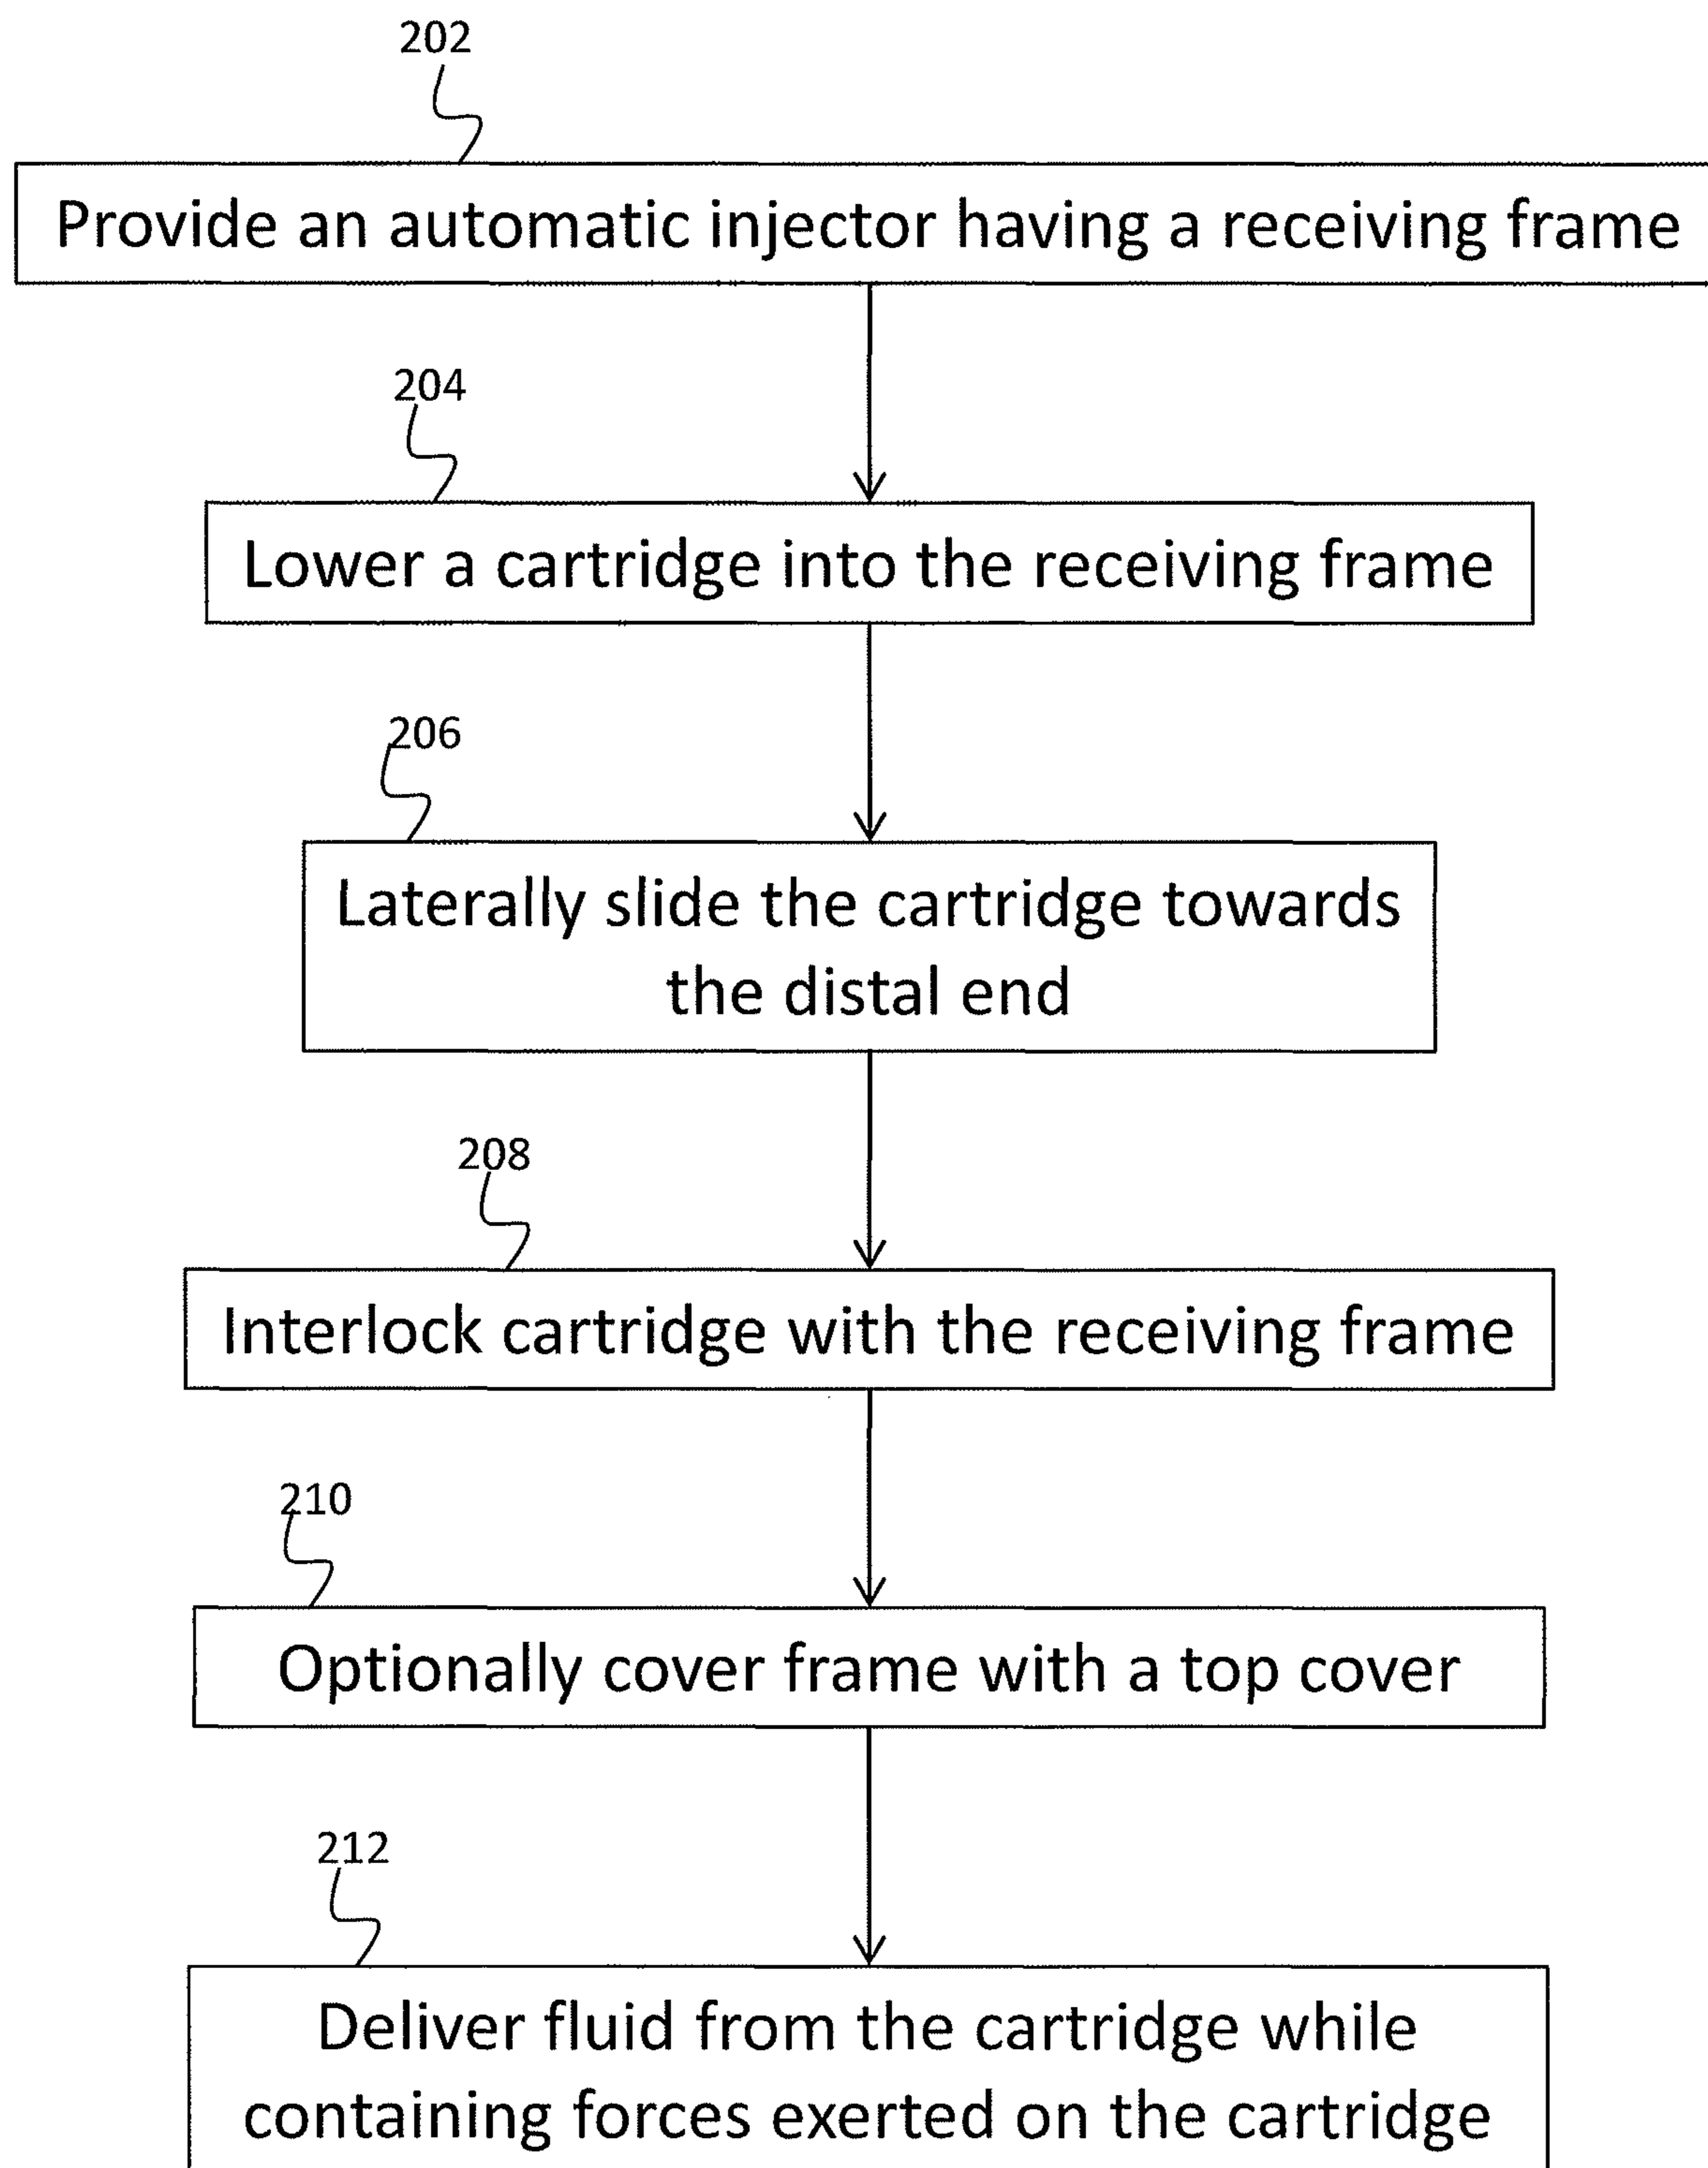 202
Provide an automatic injector having a receiving frame
204
Lower a cartridge into the receiving frame
206
Laterally slide the cartridge towards
the distal end
208
Interlock cartridge with the receiving frame
210
Optionally cover frame with a top cover
212
Deliver fluid from the cartridge while
containing forces exerted on the cartridge